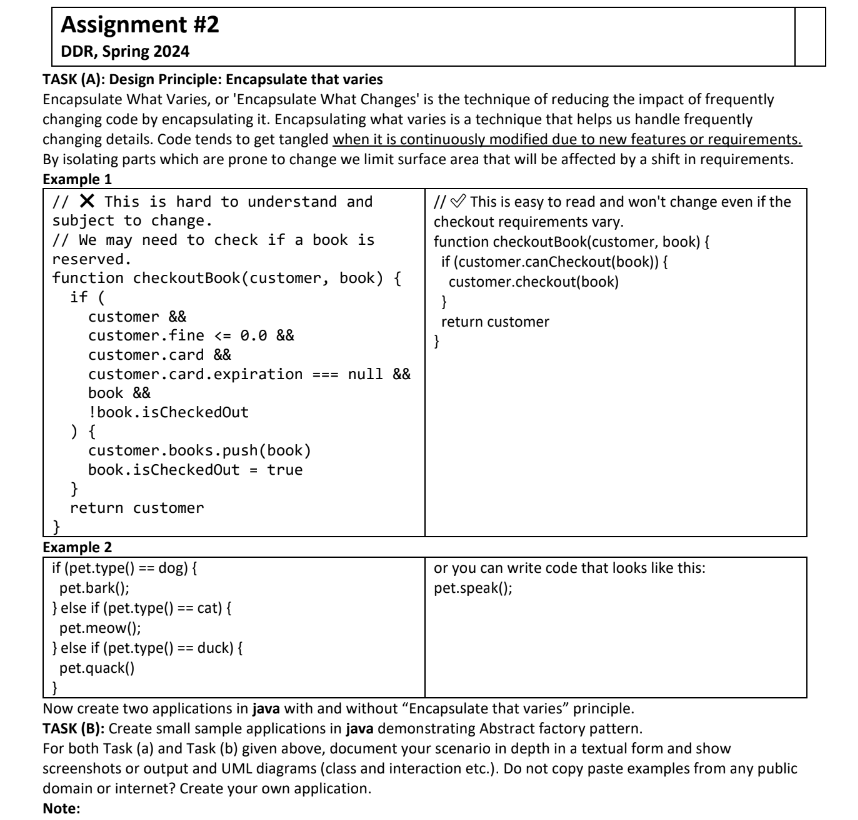 Assignment #2
DDR, Spring 2024
TASK (A): Design Principle: Encapsulate that varies
Encapsulate What Varies, or 'Encapsulate What Changes' is the technique of reducing the impact of frequently
changing code by encapsulating it. Encapsulating what varies is a technique that helps us handle frequently
changing details. Code tends to get tangled when it is continuously modified due to new features or requirements.
By isolating parts which are prone to change we limit surface area that will be affected by a shift in requirements.
Example 1
// ❌ This is hard to understand and
subject to change.
// We may need to check if a book is
reserved.
function checkoutBook(customer, book) {
  if (
    customer &&
    customer.fine <= 0.0 &&
    customer.card &&
    customer.card.expiration === null &&
    book &&
    !book.isCheckedOut
  ) {
    customer.books.push(book)
    book.isCheckedOut = true
  }
  return customer
}
// ✅ This is easy to read and won't change even if the
checkout requirements vary.
function checkoutBook(customer, book) {
  if (customer.canCheckout(book)) {
    customer.checkout(book)
  }
  return customer
}
Example 2
if (pet.type() == dog) {
  pet.bark();
} else if (pet.type() == cat) {
  pet.meow();
} else if (pet.type() == duck) {
  pet.quack()
}
or you can write code that looks like this:
pet.speak();
Now create two applications in java with and without “Encapsulate that varies” principle.
TASK (B): Create small sample applications in java demonstrating Abstract factory pattern.
For both Task (a) and Task (b) given above, document your scenario in depth in a textual form and show
screenshots or output and UML diagrams (class and interaction etc.). Do not copy paste examples from any public
domain or internet? Create your own application.
Note: